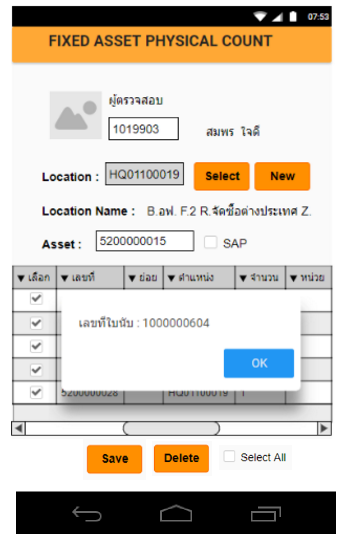 07:53
FIXED ASSET PHYSICAL COUNT
ผู้ตรวจสอบ
1019903 สมพร ใจดี
Location : HQ01100019 Select New
Location Name : B.อฟ. F.2 R.จัดซื้อต่างประเทศ Z.
Asset : 5200000015 SAP
▼ เลือก ▼ เลขที่ ▼ ย่อย ▼ ตำแหน่ง ▼ จำนวน ▼ หน่วย
เลขที่ใบนับ : 1000000604
OK
5200000028 HQ01100019 1
Save Delete Select All